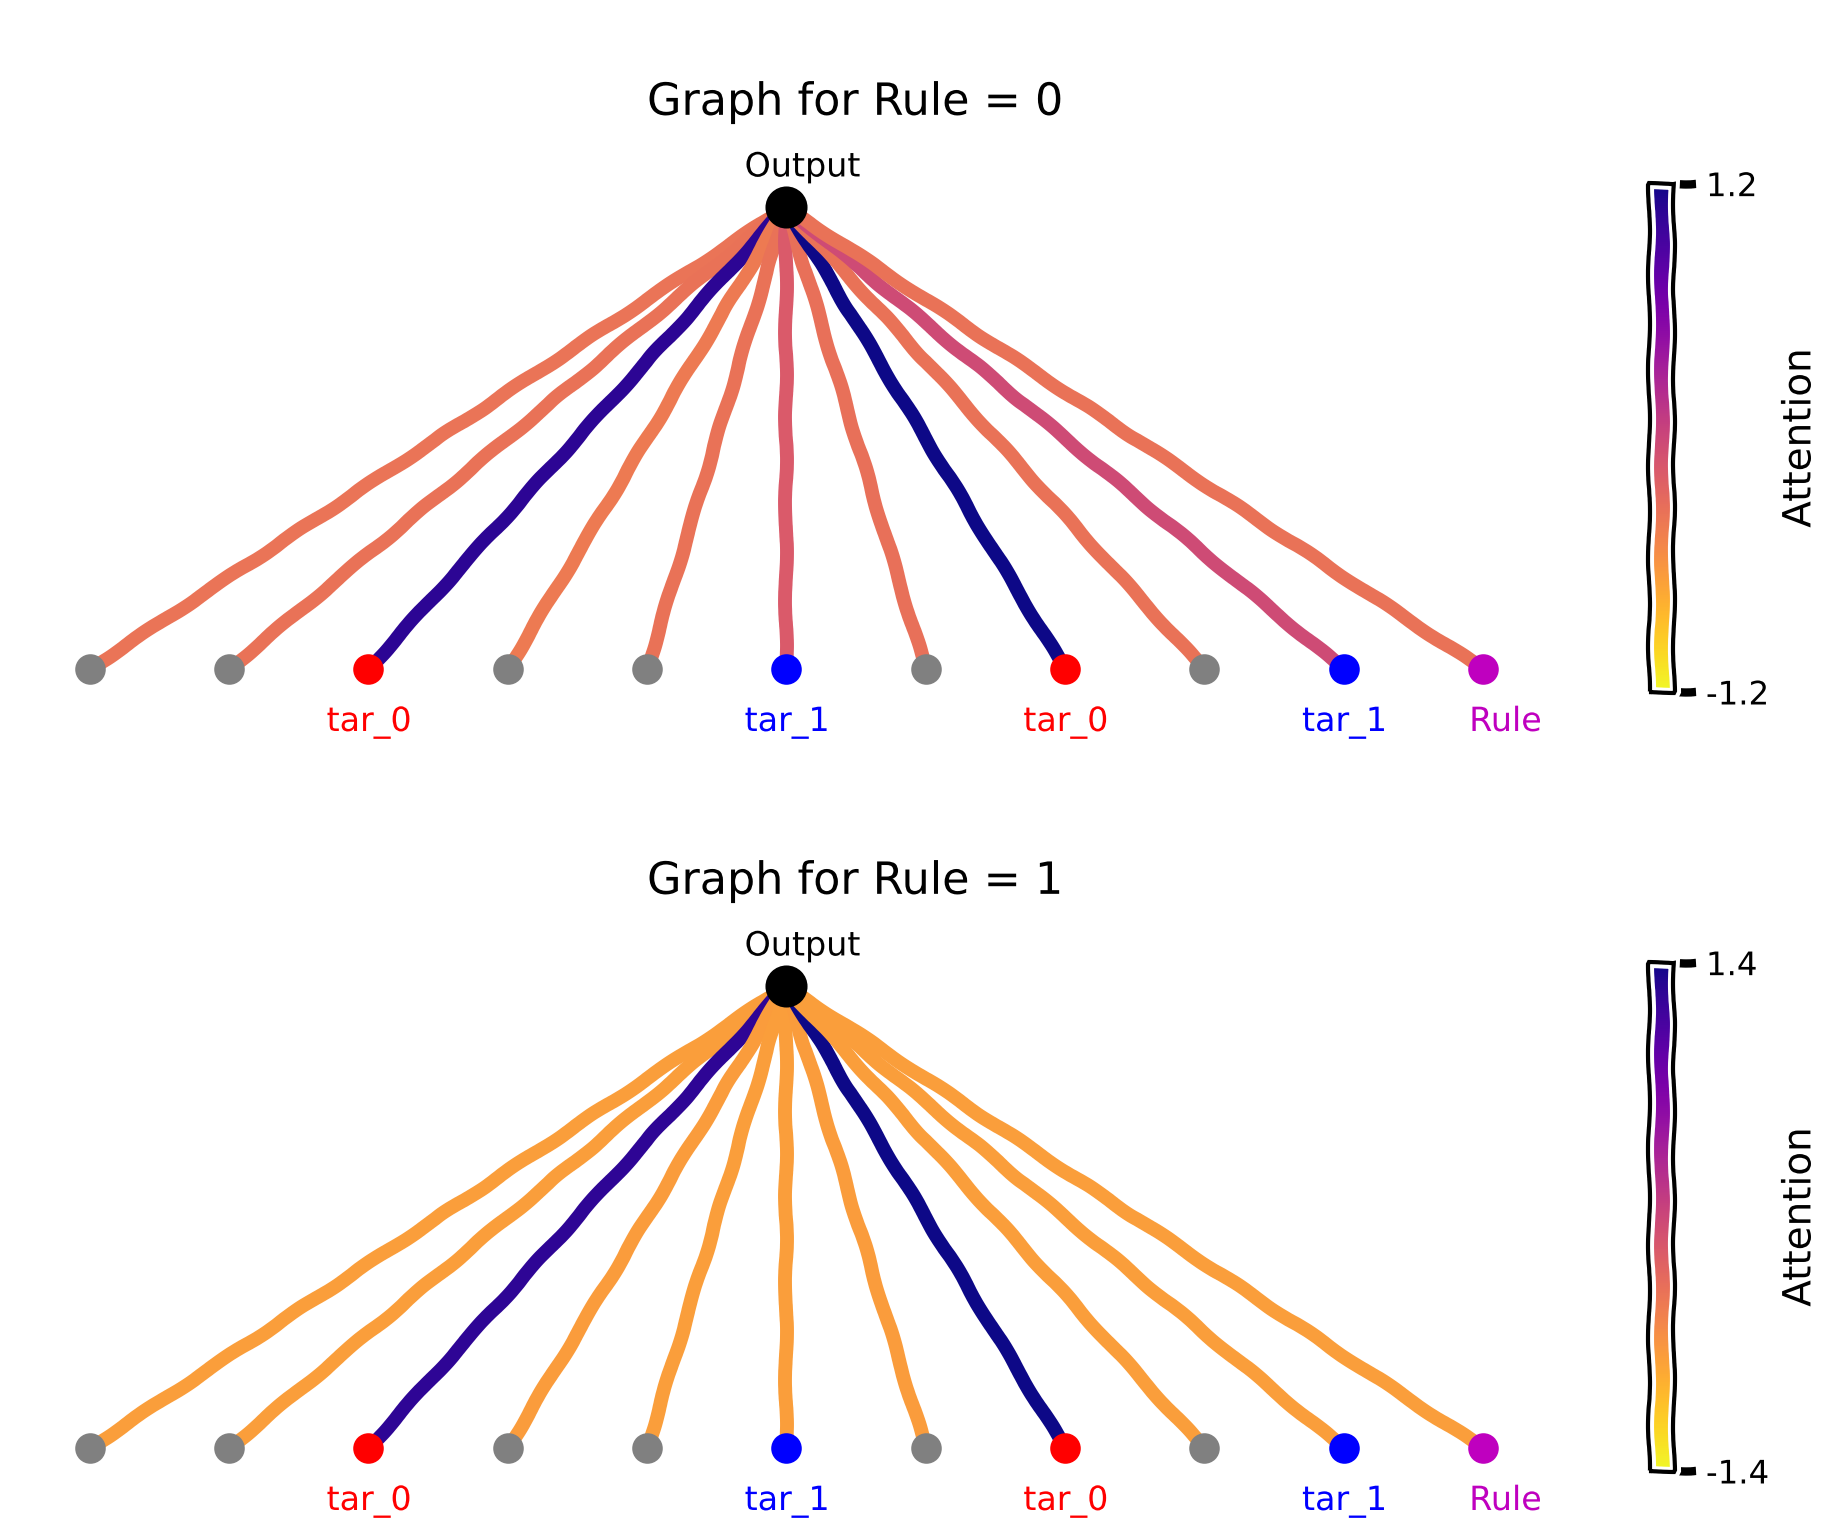 Graph for Rule = 0
Output
1.2
Attention
-1.2
tar_0 tar_1 tar_0 tar_1 Rule
Graph for Rule = 1
Output
1.4
Attention
-1.4
tar_0 tar_1 tar_0 tar_1 Rule